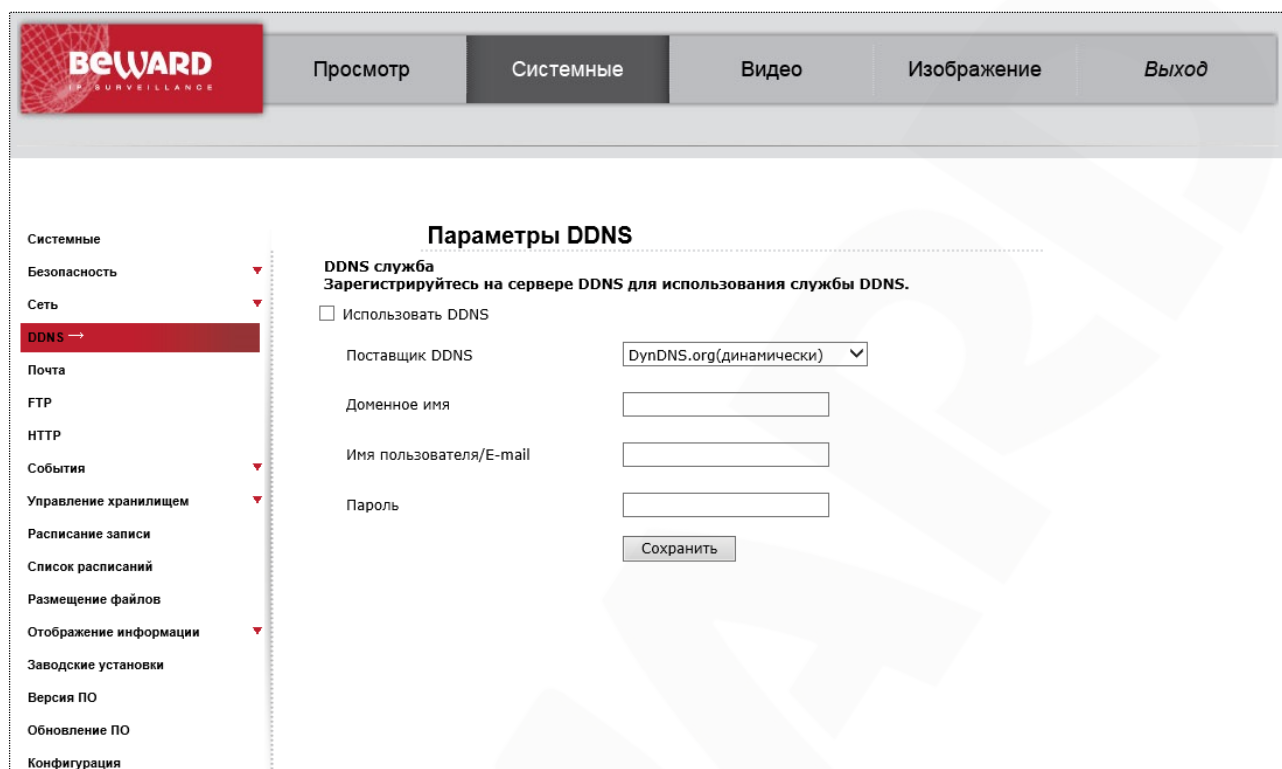 BEWARD
IP SURVEILLANCE
Просмотр
Системные
Видео
Изображение
Выход
Параметры DDNS
Системные
Безопасность
Сеть
DDNS →
Почта
FTP
HTTP
События
Управление хранилищем
Расписание записи
Список расписаний
Размещение файлов
Отображение информации
Заводские установки
Версия ПО
Обновление ПО
Конфигурация
DDNS служба
Зарегистрируйтесь на сервере DDNS для использования службы DDNS.
Использовать DDNS
Поставщик DDNS
DynDNS.org(динамически)
Доменное имя
Имя пользователя/E-mail
Пароль
Сохранить